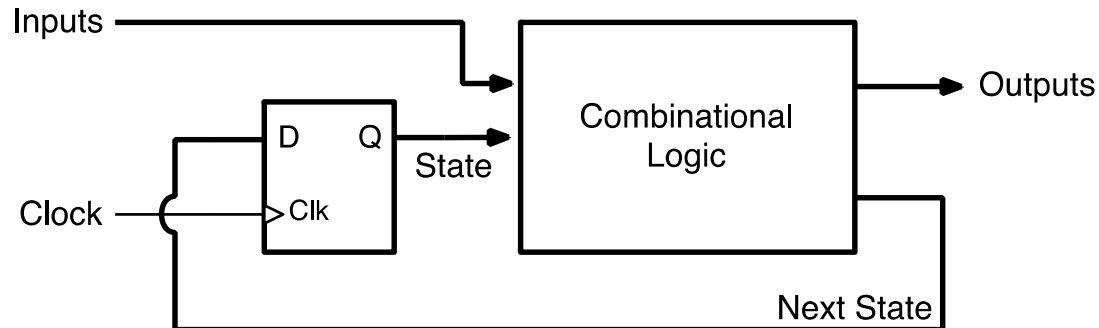 Inputs
Outputs
Combinational
Logic
D
Q
State
Clock
Clk
Next State